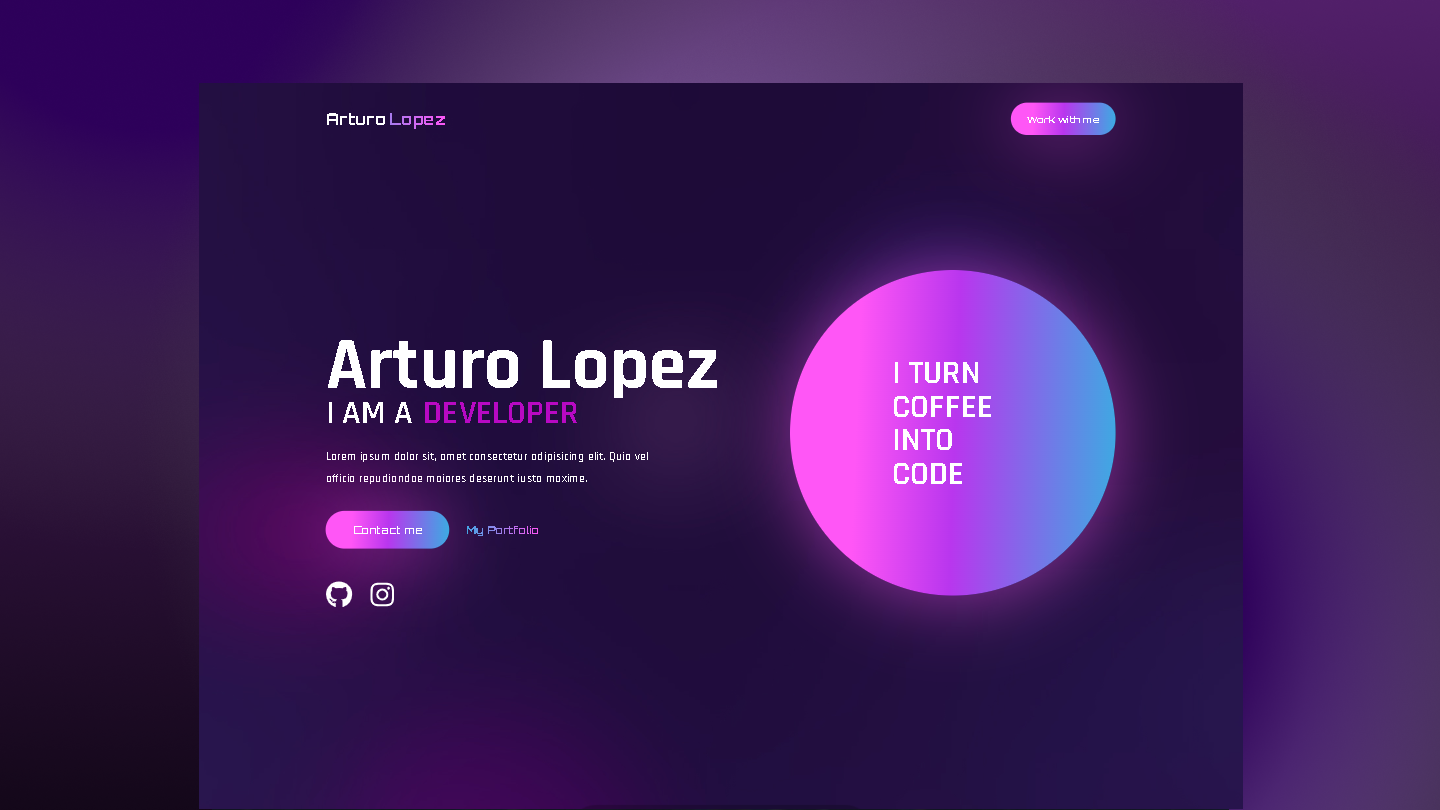 Arturo Lopez
Work with me
Arturo Lopez
I AM A DEVELOPER
Lorem ipsum dolor sit, amet consectetur adipisicing elit. Quia vel
officia repudiandae maiores deserunt iusto maxime.
Contact me
My Portfolio
I TURN
COFFEE
INTO
CODE